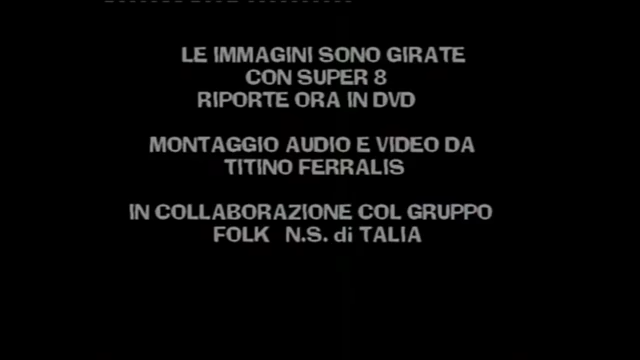 LE IMMAGINI SONO GIRATE
CON SUPER 8
RIPORTE ORA IN DVD
MONTAGGIO AUDIO E VIDEO DA
TITINO FERRALIS
IN COLLABORAZIONE COL GRUPPO
FOLK N.S. di TALIA